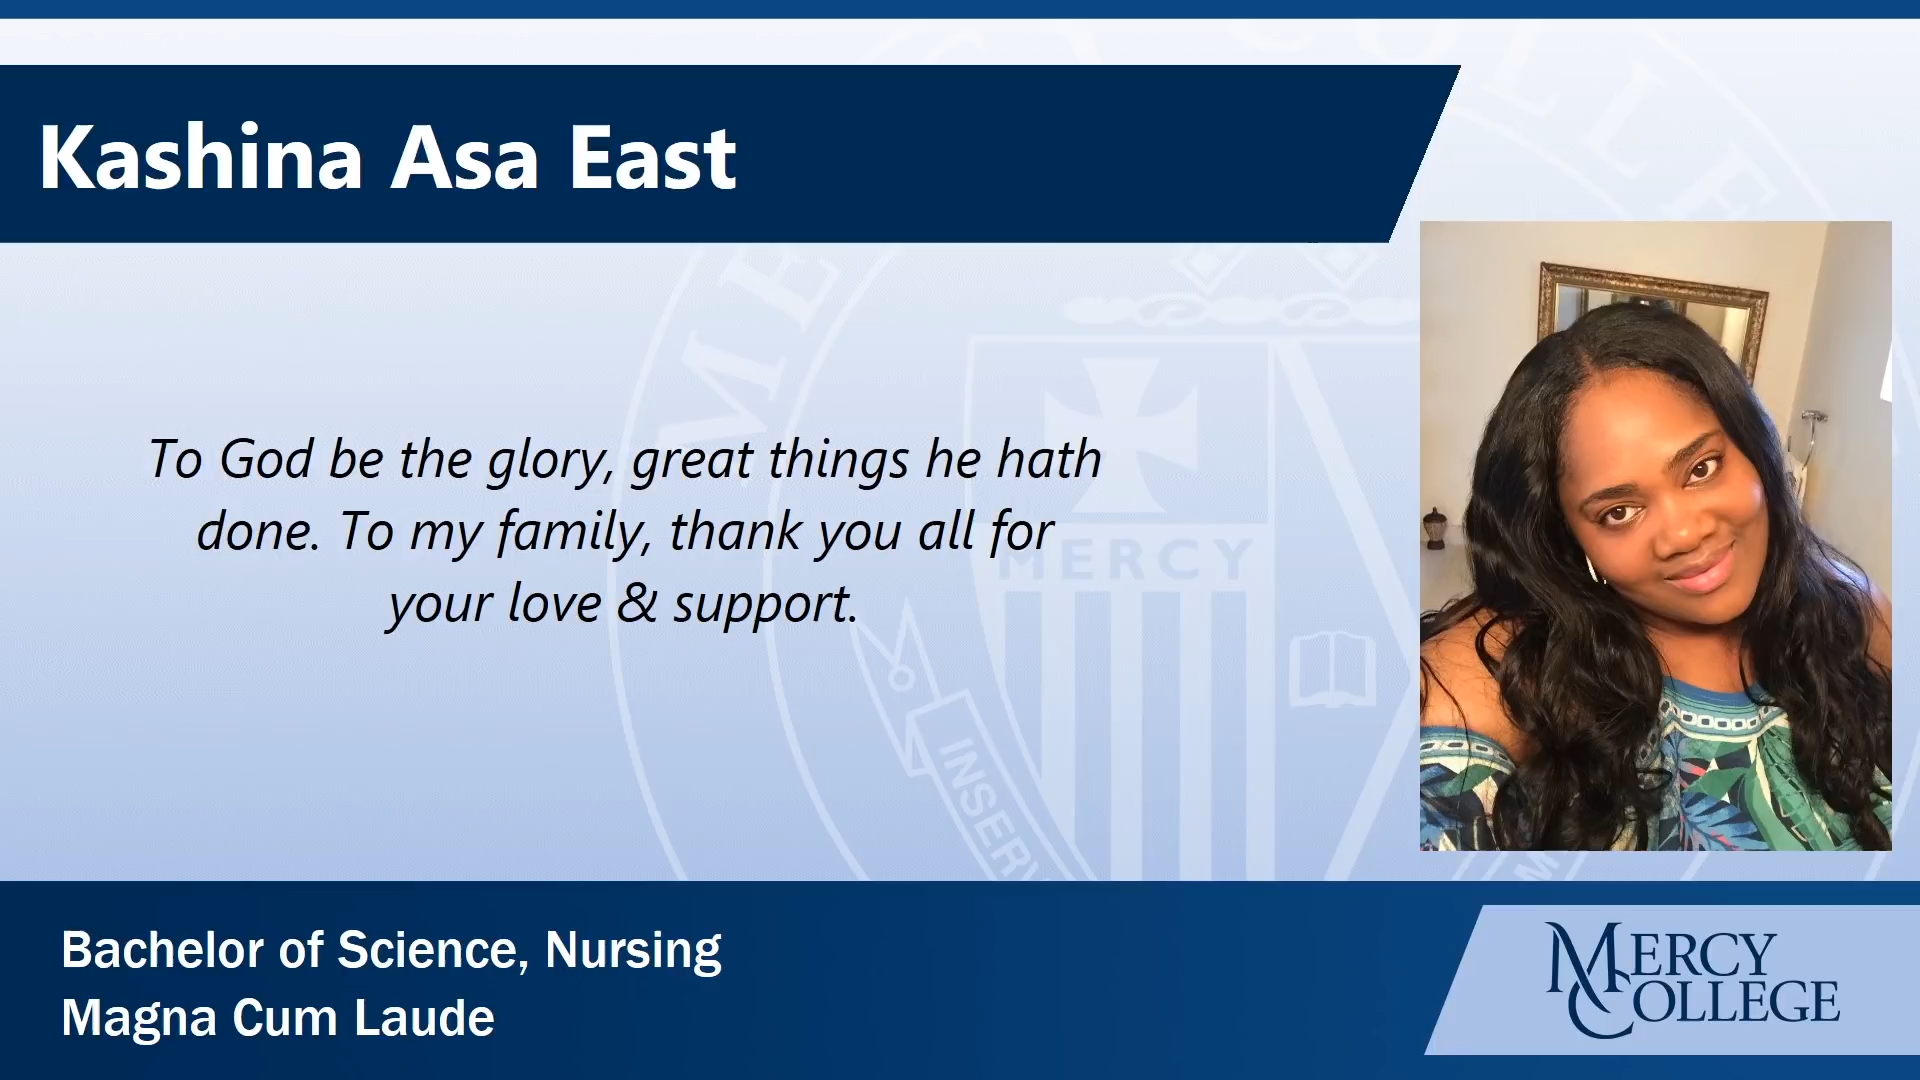 Kashina Asa East
To God be the glory, great things he hath
done. To my family, thank you all for
your love & support.
MERCY
Bachelor of Science, Nursing
Magna Cum Laude
MERCY
COLLEGE